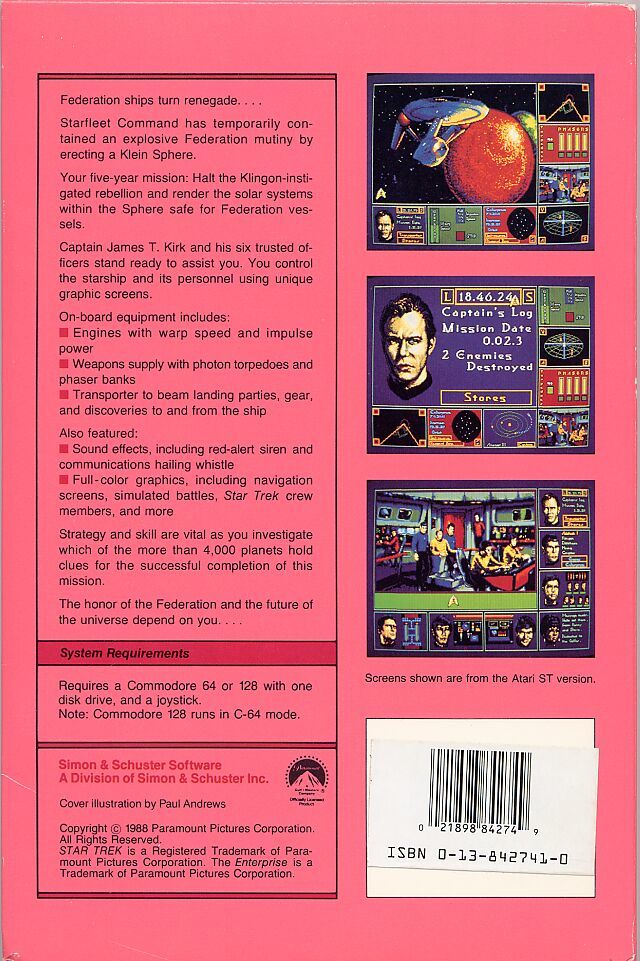 Federation ships turn renegade. . . .
Starfleet Command has temporarily con-
tained an explosive Federation mutiny by
erecting a Klein Sphere.
Your five-year mission: Halt the Klingon-insti-
gated rebellion and render the solar systems
within the Sphere safe for Federation ves-
sels.
Captain James T. Kirk and his six trusted of-
ficers stand ready to assist you. You control
the starship and its personnel using unique
graphic screens.
On-board equipment includes:
Engines with warp speed and impulse
power
Weapons supply with photon torpedoes and
phaser banks
Transporter to beam landing parties, gear,
and discoveries to and from the ship
Also featured:
Sound effects, including red-alert siren and
communications hailing whistle
Full-color graphics, including navigation
screens, simulated battles, Star Trek crew
members, and more
Strategy and skill are vital as you investigate
which of the more than 4,000 planets hold
clues for the successful completion of this
mission.
The honor of the Federation and the future of
the universe depend on you. . . .
System Requirements
Requires a Commodore 64 or 128 with one
disk drive, and a joystick.
Note: Commodore 128 runs in C-64 mode.
Simon & Schuster Software
A Division of Simon & Schuster Inc.
Cover illustration by Paul Andrews
Paramount
Officially Licensed
Product
Copyright © 1988 Paramount Pictures Corporation.
All Rights Reserved.
STAR TREK is a Registered Trademark of Para-
mount Pictures Corporation. The Enterprise is a
Trademark of Paramount Pictures Corporation.
PHASERS
L 18.46.24 S
Captain's Log
Mission Date
0.02.3
2 Enemies
Destroyed
Stores
Screens shown are from the Atari ST version.
0 21898 84274 9
ISBN 0-13-842741-0